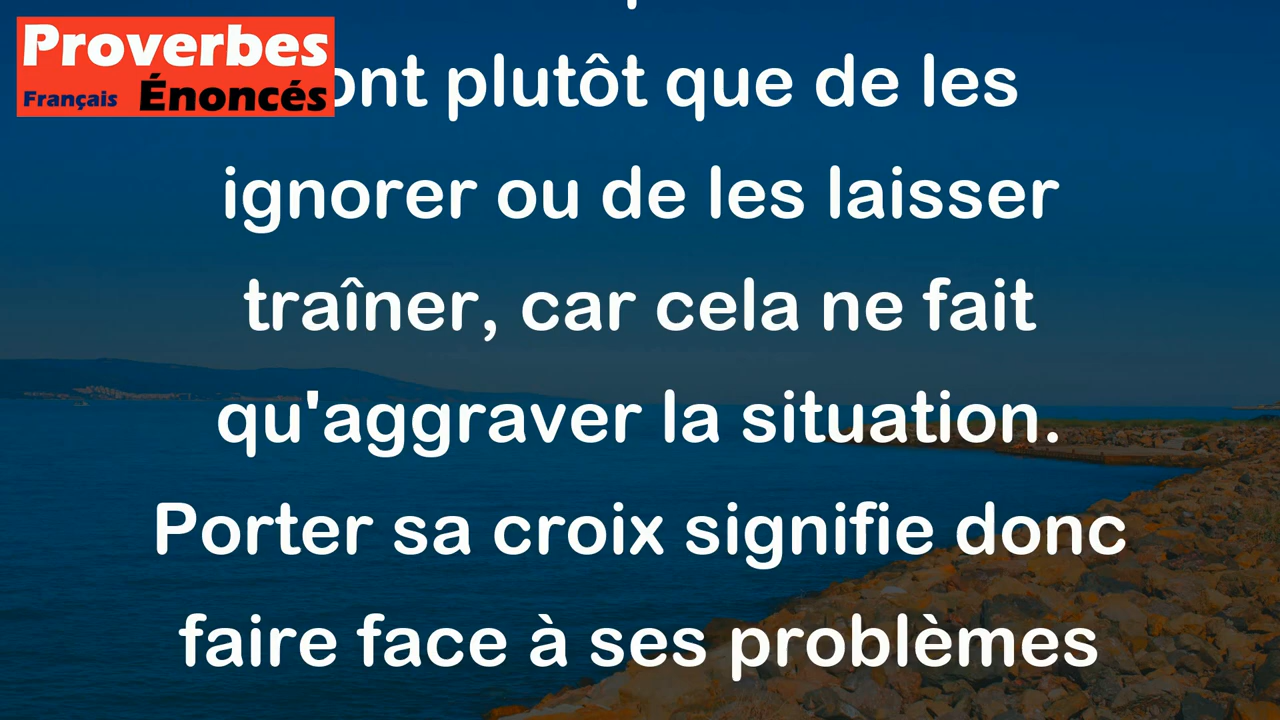 Proverbes
Français Énoncés
ont plutôt que de les
ignorer ou de les laisser
traîner, car cela ne fait
qu'aggraver la situation.
Porter sa croix signifie donc
faire face à ses problèmes